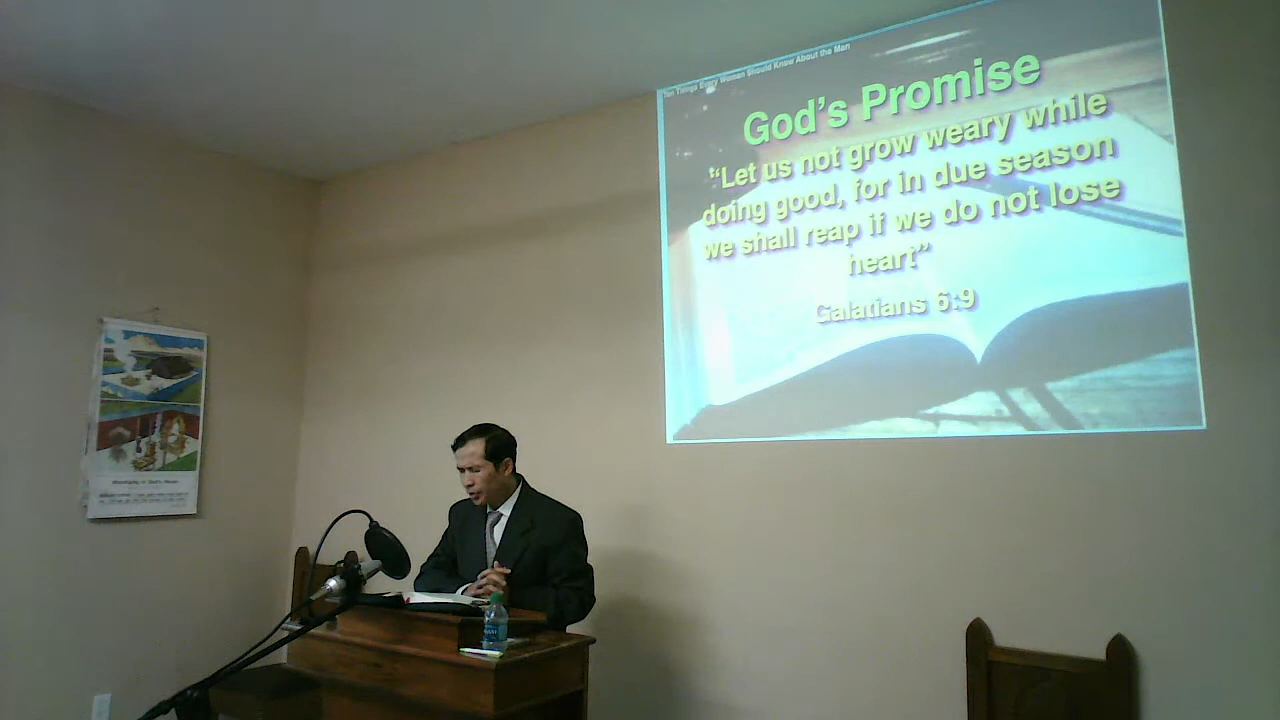 Ten Things Every Woman Should Know About the Man
God's Promise
“Let us not grow weary while
doing good, for in due season
we shall reap if we do not lose
heart”
Galatians 6:9